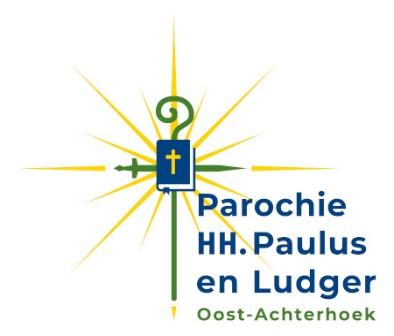 Parochie
HH. Paulus
en Ludger
Oost-Achterhoek